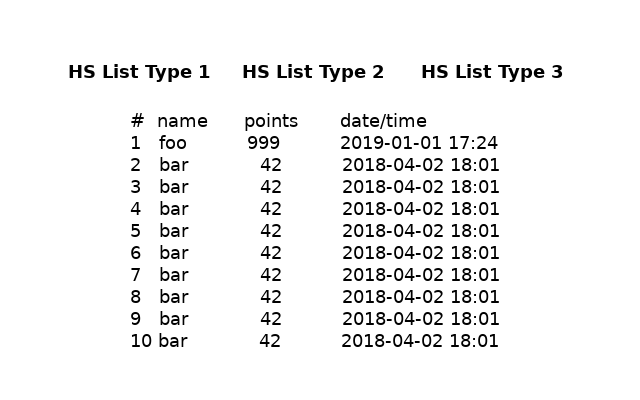 HS List Type 1 HS List Type 2 HS List Type 3
# name points date/time
1 foo 999 2019-01-01 17:24
2 bar 42 2018-04-02 18:01
3 bar 42 2018-04-02 18:01
4 bar 42 2018-04-02 18:01
5 bar 42 2018-04-02 18:01
6 bar 42 2018-04-02 18:01
7 bar 42 2018-04-02 18:01
8 bar 42 2018-04-02 18:01
9 bar 42 2018-04-02 18:01
10 bar 42 2018-04-02 18:01